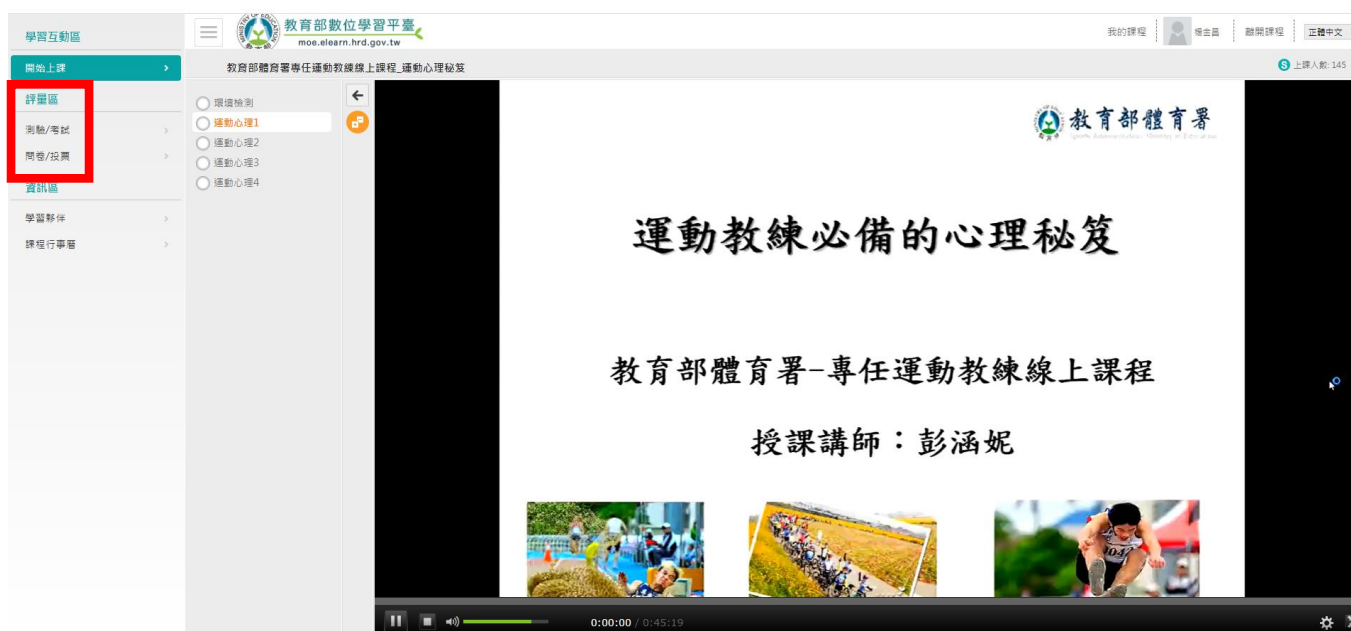 學習互動區
開始上課
評量區
測驗/考試
問卷/投票
資訊區
學習夥伴
課程行事曆
教育部數位學習平臺
moe.elearn.hrd.gov.tw
我的課程
離開課程
正體中文
教育部體育署專任運動教練線上課程_運動心理秘笈
S 上課人數: 145
環境檢測
運動心理1
運動心理2
運動心理3
運動心理4
教育部體育署
運動教練必備的心理秘笈
教育部體育署-專任運動教練線上課程
授課講師：彭涵妮
0:00:00 / 0:45:19